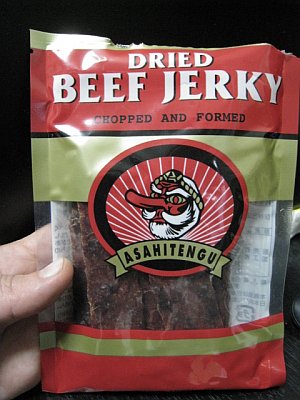 DRIED
BEEF JERKY
CHOPPED AND FORMED
ASAHITENGU